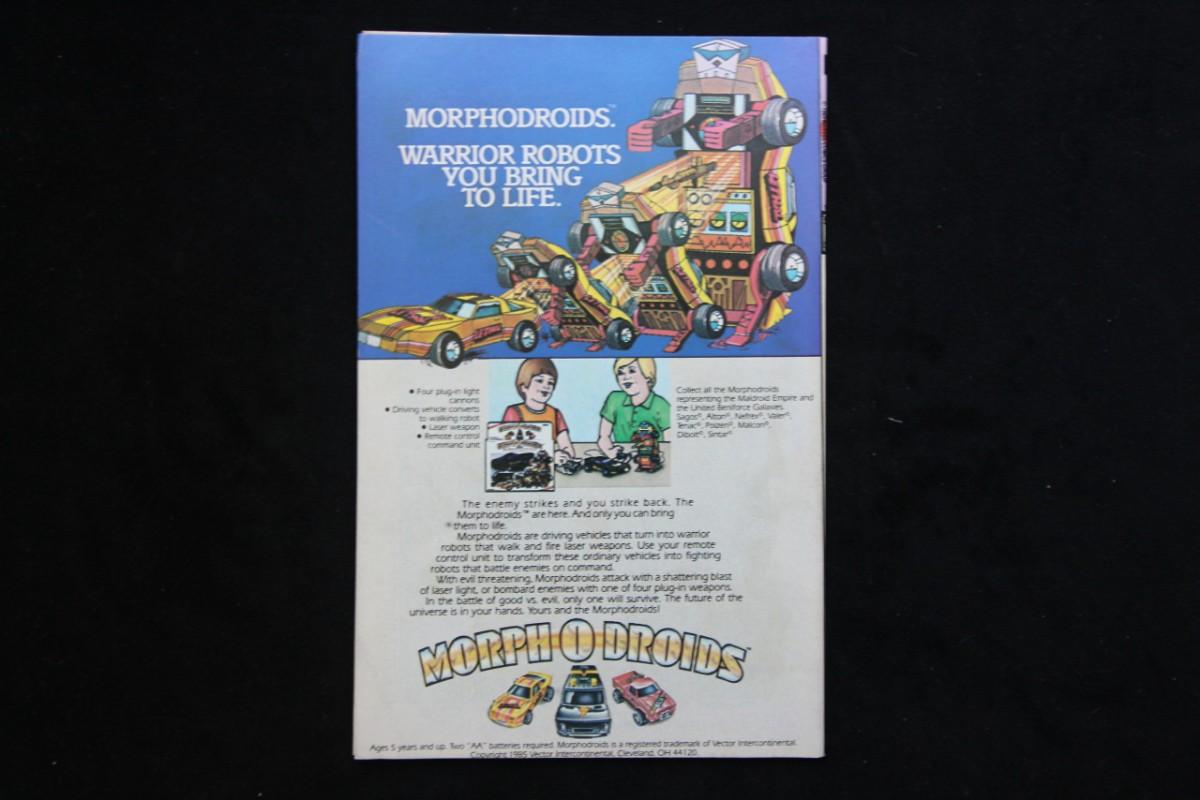 MORPHODROIDS.™
WARRIOR ROBOTS
YOU BRING
TO LIFE.
• Four plug-in light
cannons
• Driving vehicle converts
to walking robot
• Laser weapon
• Remote control
command unit
Collect all the Morphodroids
representing the Maldroid Empire and
the United Beniforce Galaxies.
Sagos©, Alton©, Nefrex©, Valer©,
Tenac©, Poizen©, Malcon©,
Dibolt©, Sintar©
The enemy strikes and you strike back. The
Morphodroids™ are here. And only you can bring
them to life.
Morphodroids are driving vehicles that turn into warrior
robots that walk and fire laser weapons. Use your remote
control unit to transform these ordinary vehicles into fighting
robots that battle enemies on command.
With evil threatening, Morphodroids attack with a shattering blast
of laser light, or bombard enemies with one of four plug-in weapons.
In the battle of good vs. evil, only one will survive. The future of the
universe is in your hands. Yours and the Morphodroids!
MORPH O DROIDS™
Ages 5 years and up. Two "AA" batteries required. Morphodroids is a registered trademark of Vector Intercontinental.
Copyright 1985 Vector Intercontinental, Cleveland, OH 44120.